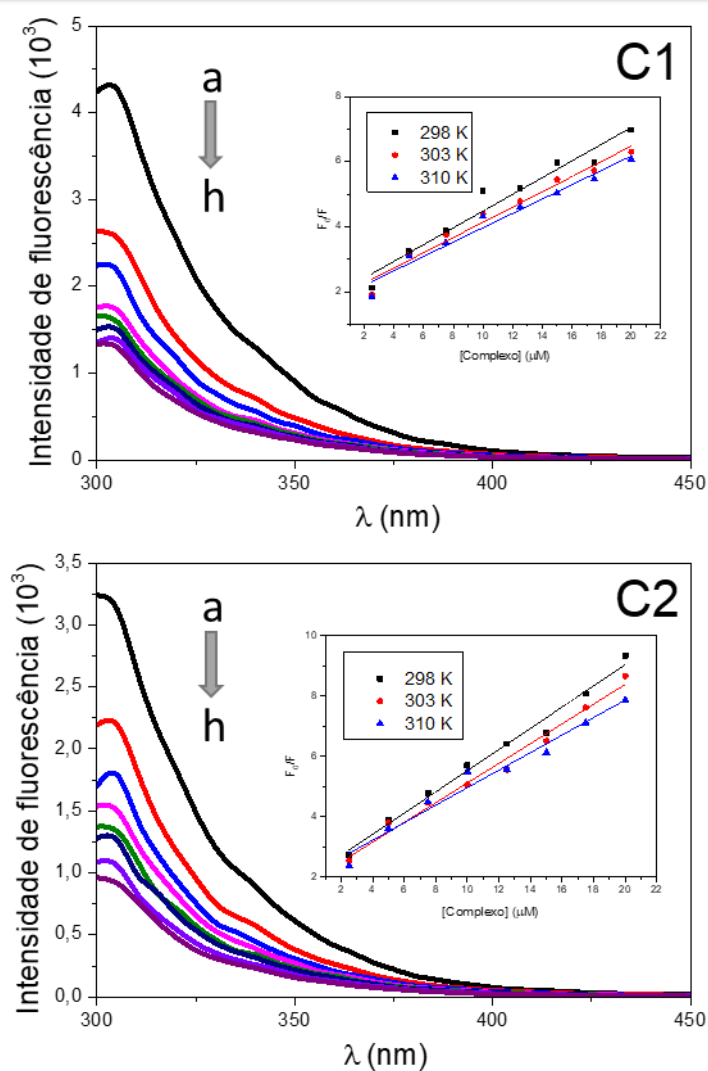 C1
Intensidade de fluorescência (10³)
5
4
3
2
1
0
a
h
298 K
303 K
310 K
F₀/F
8
6
4
2
2 4 6 8 10 12 14 16 18 20 22
[Complexo] (μM)
300 350 400 450
λ (nm)
C2
Intensidade de fluorescência (10³)
3,5
3,0
2,5
2,0
1,5
1,0
0,5
0,0
a
h
298 K
303 K
310 K
F₀/F
10
8
6
4
2
2 4 6 8 10 12 14 16 18 20 22
[Complexo] (μM)
300 350 400 450
λ (nm)